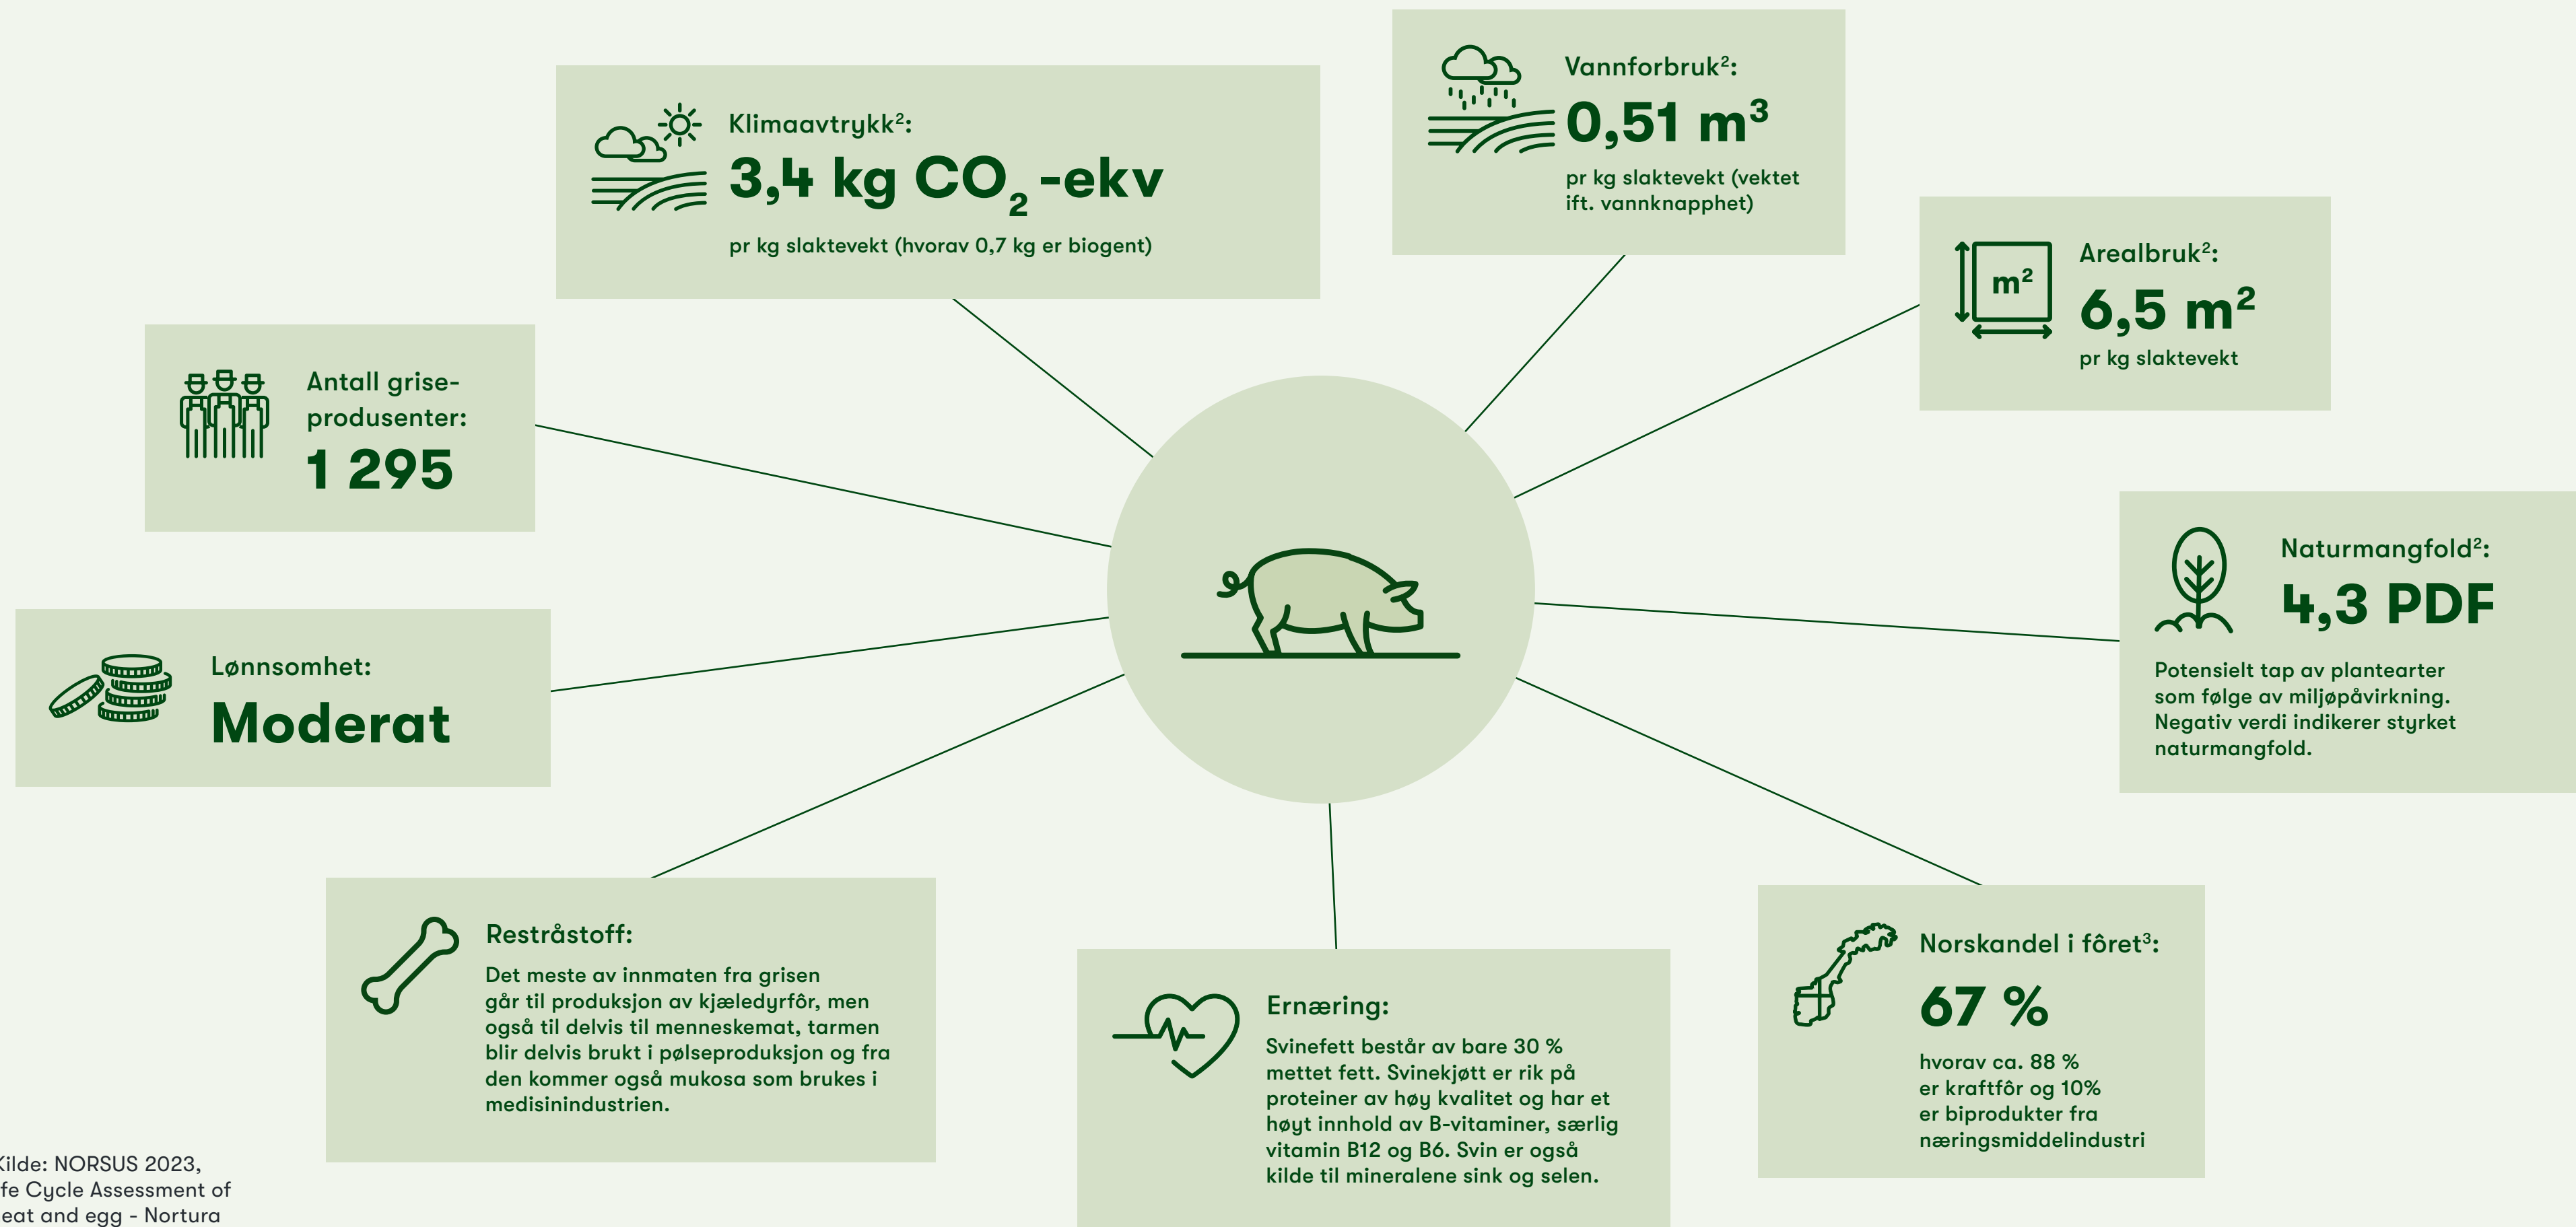 Klimaavtrykk²:
3,4 kg CO₂-ekv
pr kg slaktevekt (hvorav 0,7 kg er biogent)
Vannforbruk²:
0,51 m³
pr kg slaktevekt (vektet
ift. vannknapphet)
m²
Arealbruk²:
6,5 m²
pr kg slaktevekt
Antall grise-
produsenter:
1 295
Naturmangfold²:
4,3 PDF
Potensielt tap av plantearter
som følge av miljøpåvirkning.
Negativ verdi indikerer styrket
naturmangfold.
Lønnsomhet:
Moderat
Restråstoff:
Det meste av innmaten fra grisen
går til produksjon av kjæledyrfôr, men
også til delvis til menneskemat, tarmen
blir delvis brukt i pølseproduksjon og fra
den kommer også mukosa som brukes i
medisinindustrien.
Ernæring:
Svinefett består av bare 30 %
mettet fett. Svinekjøtt er rik på
proteiner av høy kvalitet og har et
høyt innhold av B-vitaminer, særlig
vitamin B12 og B6. Svin er også
kilde til mineralene sink og selen.
Norskandel i fôret³:
67 %
hvorav ca. 88 %
er kraftfôr og 10%
er biprodukter fra
næringsmiddelindustri
Kilde: NORSUS 2023,
fe Cycle Assessment of
eat and egg - Nortura